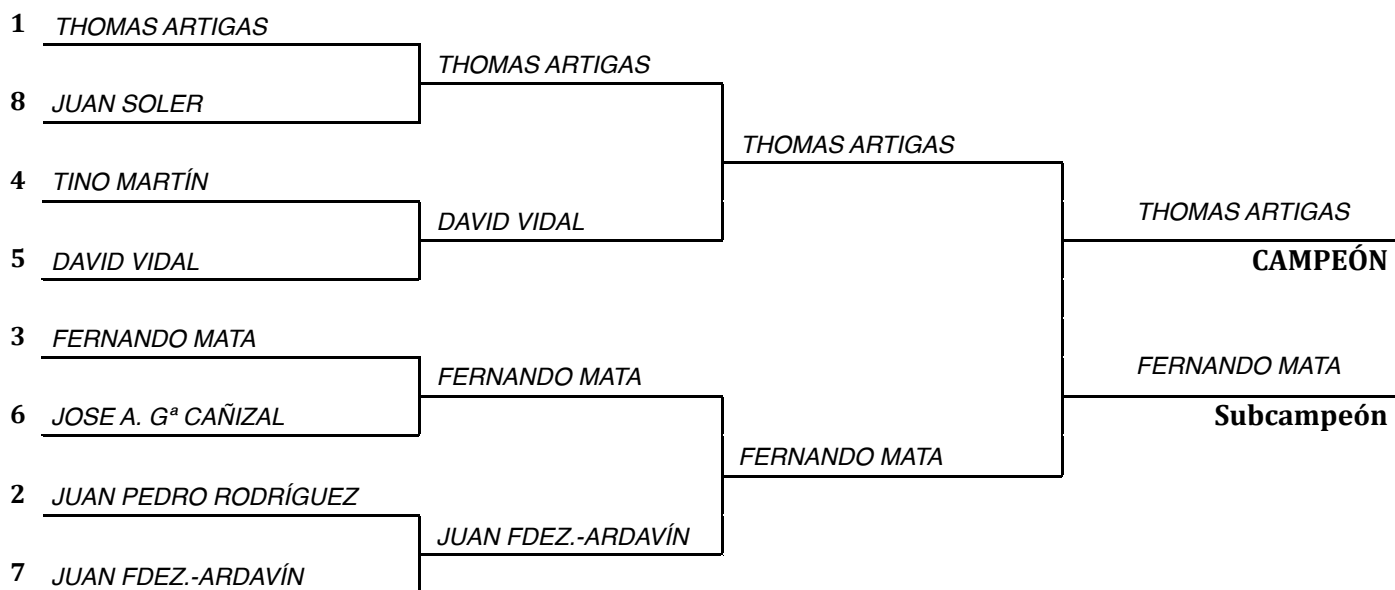 1 THOMAS ARTIGAS
THOMAS ARTIGAS
8 JUAN SOLER
THOMAS ARTIGAS
4 TINO MARTÍN
THOMAS ARTIGAS
DAVID VIDAL
5 DAVID VIDAL
CAMPEÓN
3 FERNANDO MATA
FERNANDO MATA
FERNANDO MATA
6 JOSE A. Gª CAÑIZAL
Subcampeón
FERNANDO MATA
2 JUAN PEDRO RODRÍGUEZ
JUAN FDEZ.-ARDAVÍN
7 JUAN FDEZ.-ARDAVÍN